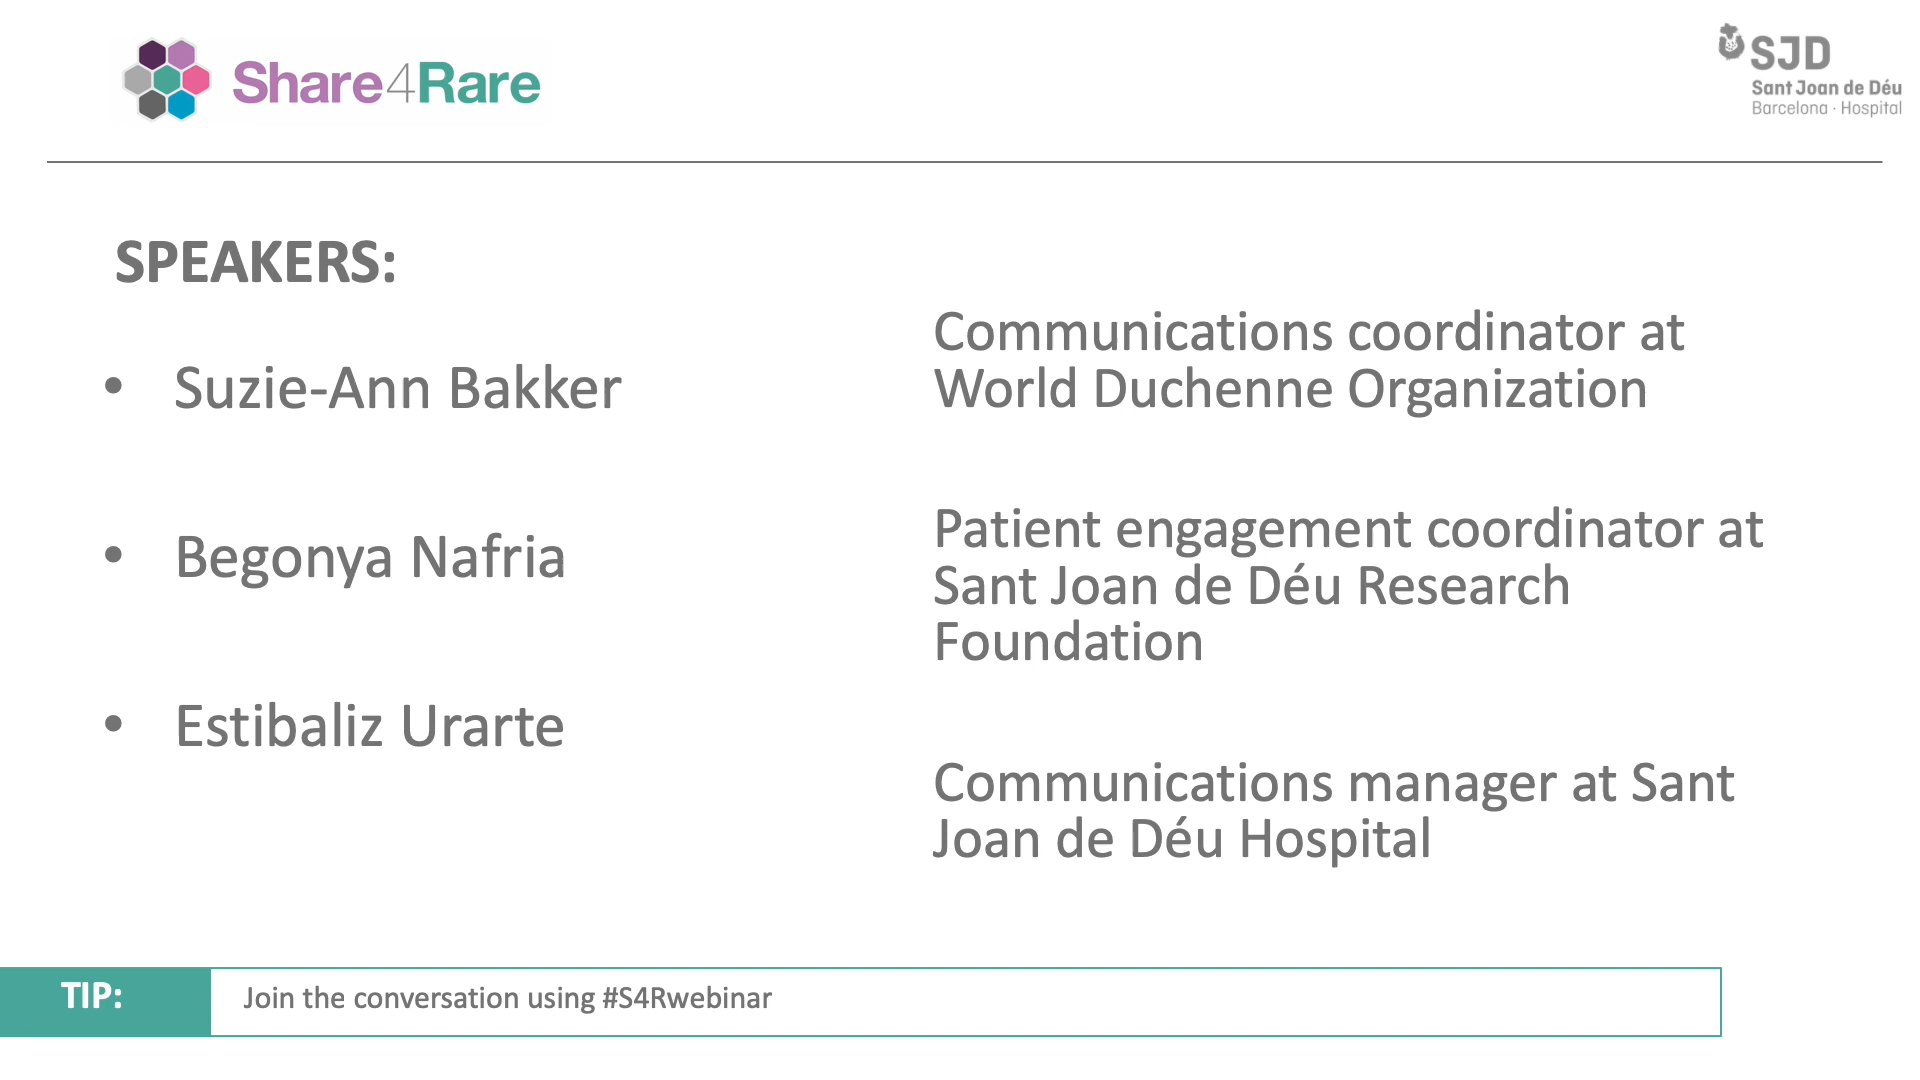 Share4Rare
SJD
Sant Joan de Déu
Barcelona · Hospital
SPEAKERS:
• Suzie-Ann Bakker
Communications coordinator at
World Duchenne Organization
• Begonya Nafria
Patient engagement coordinator at
Sant Joan de Déu Research
Foundation
• Estibaliz Urarte
Communications manager at Sant
Joan de Déu Hospital
TIP:
Join the conversation using #S4Rwebinar